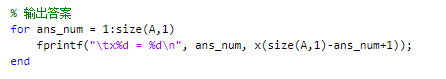 % 输出答案
for ans_num = 1:size(A,1)
    fprintf("\tx%d = %d\n", ans_num, x(size(A,1)-ans_num+1));
end